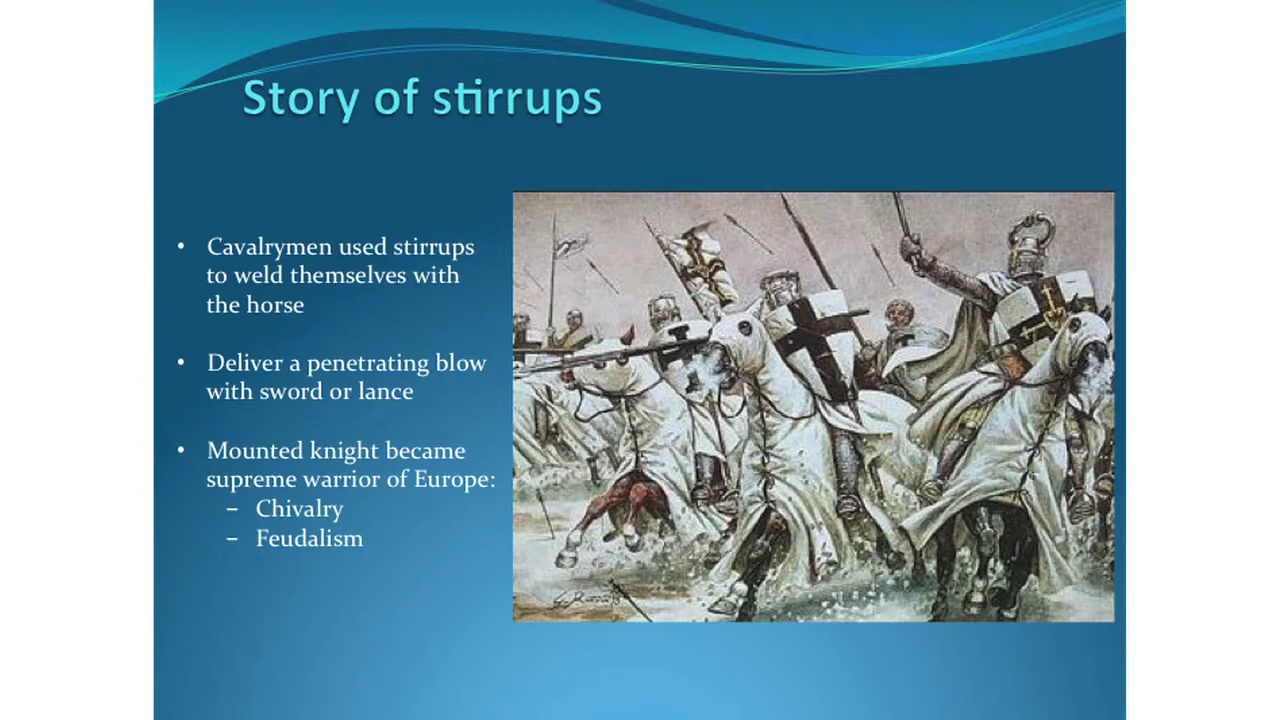 Story of stirrups
• Cavalrymen used stirrups
to weld themselves with
the horse
• Deliver a penetrating blow
with sword or lance
• Mounted knight became
supreme warrior of Europe:
– Chivalry
– Feudalism